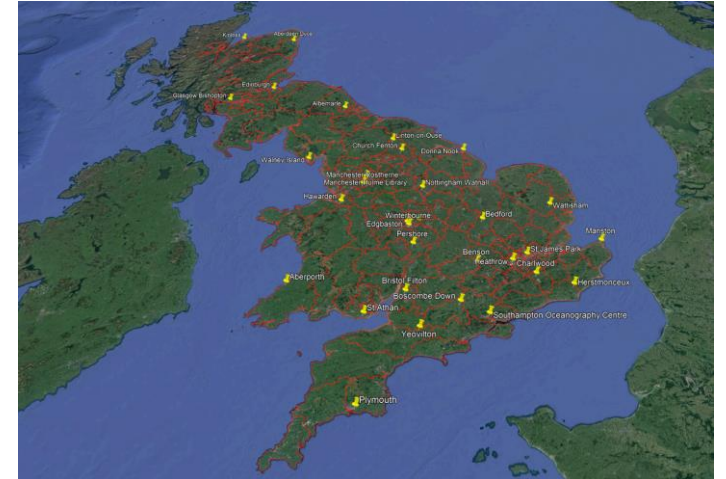 Kinloss
Aberdeen Dyce
Edinburgh
Glasgow Bishopton
Albemarle
Linton-on-Ouse
Church Fenton
Donna Nook
Walney Island
Manchester Rostherne
Manchester Hulme Library
Nottingham Watnall
Hawarden
Wattisham
Winterbourne
Bedford
Edgbaston
Pershore
Manston
Benson
St James Park
Heathrow
Charlwood
Aberporth
Bristol Filton
Herstmonceux
Boscombe Down
St Athan
Southampton Oceanography Centre
Yeovilton
Plymouth